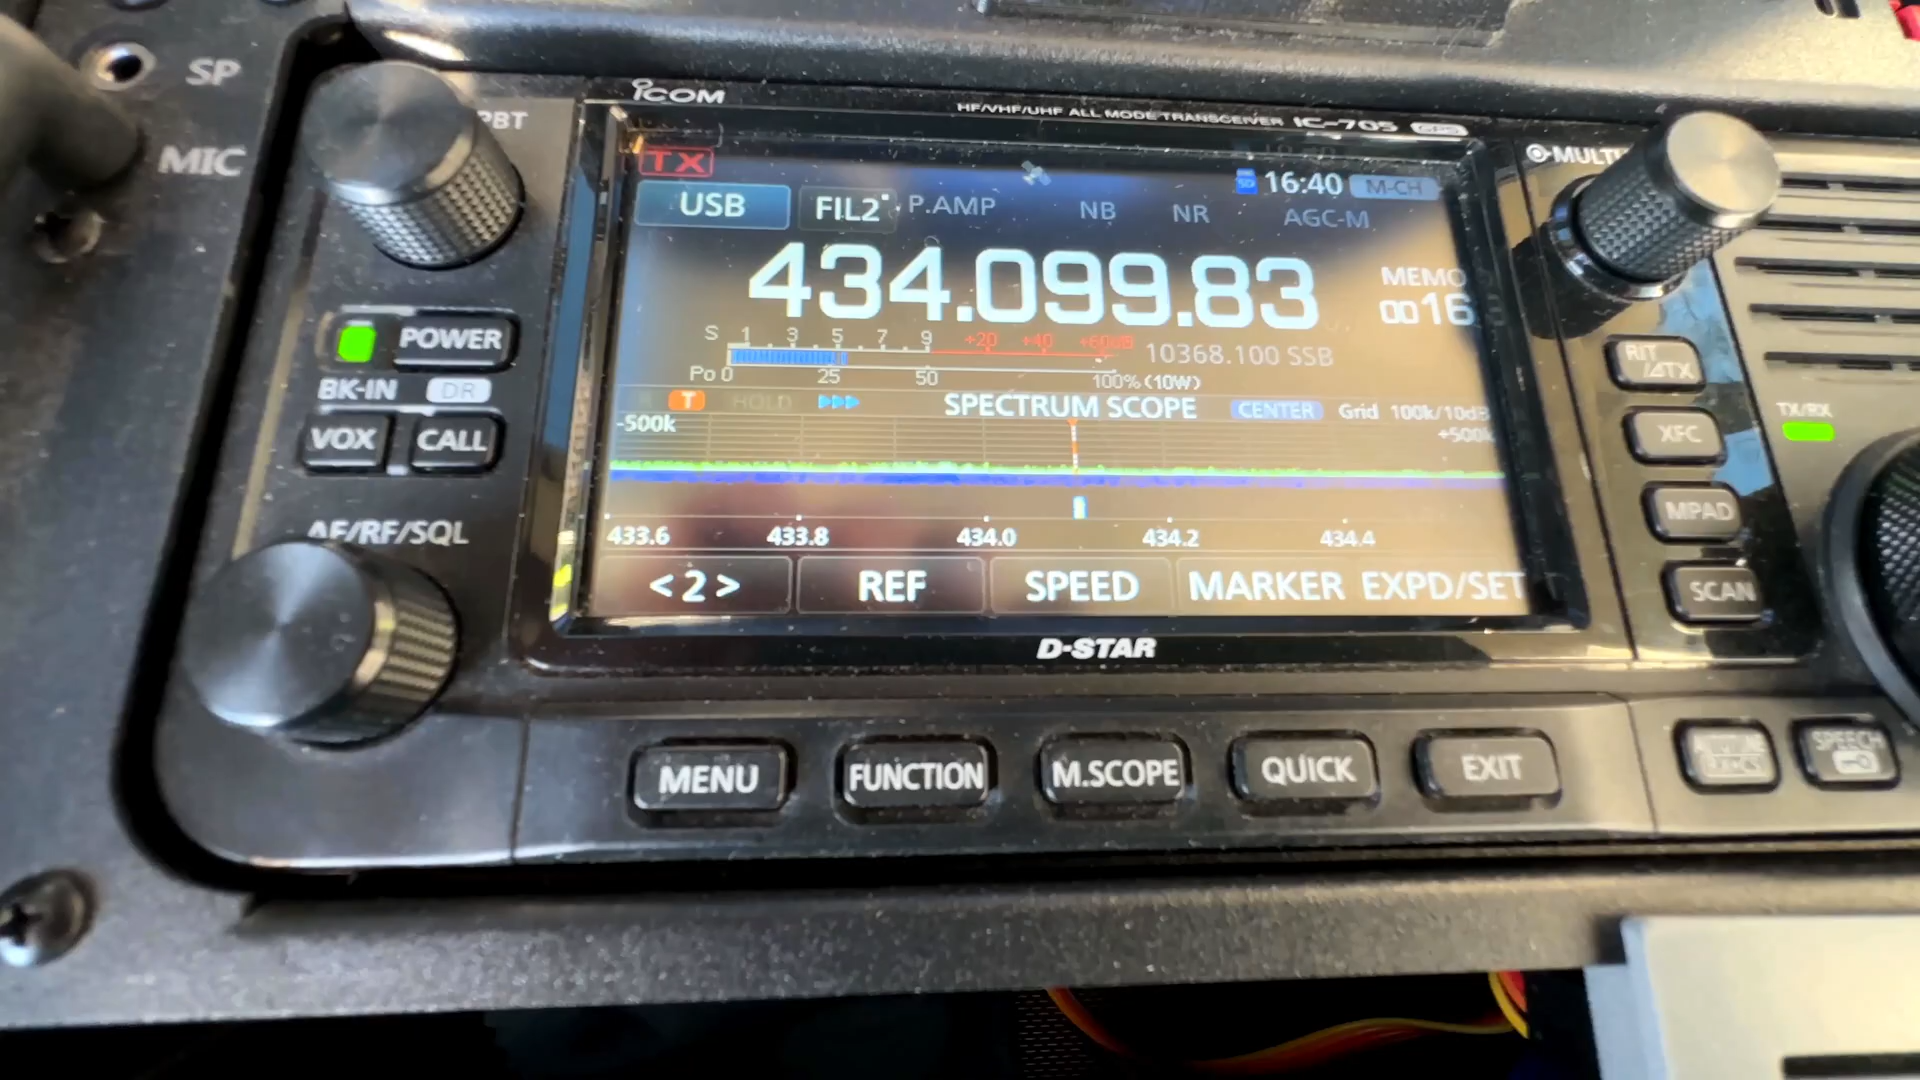 SP
MIC
PBT
ICOM
HF/VHF/UHF ALL MODE TRANSCEIVER IC-705 GPS
MULTI
TX
16:40 M-CH
USB FIL2 P.AMP NB NR AGC-M
434.099.83
MEMO
16
S 1 3 5 7 9 +20 +40 +60dB
10368.100 SSB
Po 0 25 50 100% (10W)
T HOLD SPECTRUM SCOPE CENTER Grid 100k/10dB
-500k +500k
433.6 433.8 434.0 434.2 434.4
<2> REF SPEED MARKER EXPD/SET
D-STAR
POWER
BK-IN DR
VOX CALL
AF/RF/SQL
RIT
/ΔTX
XFC
MPAD
SCAN
TX/RX
MENU FUNCTION M.SCOPE QUICK EXIT
SPEECH